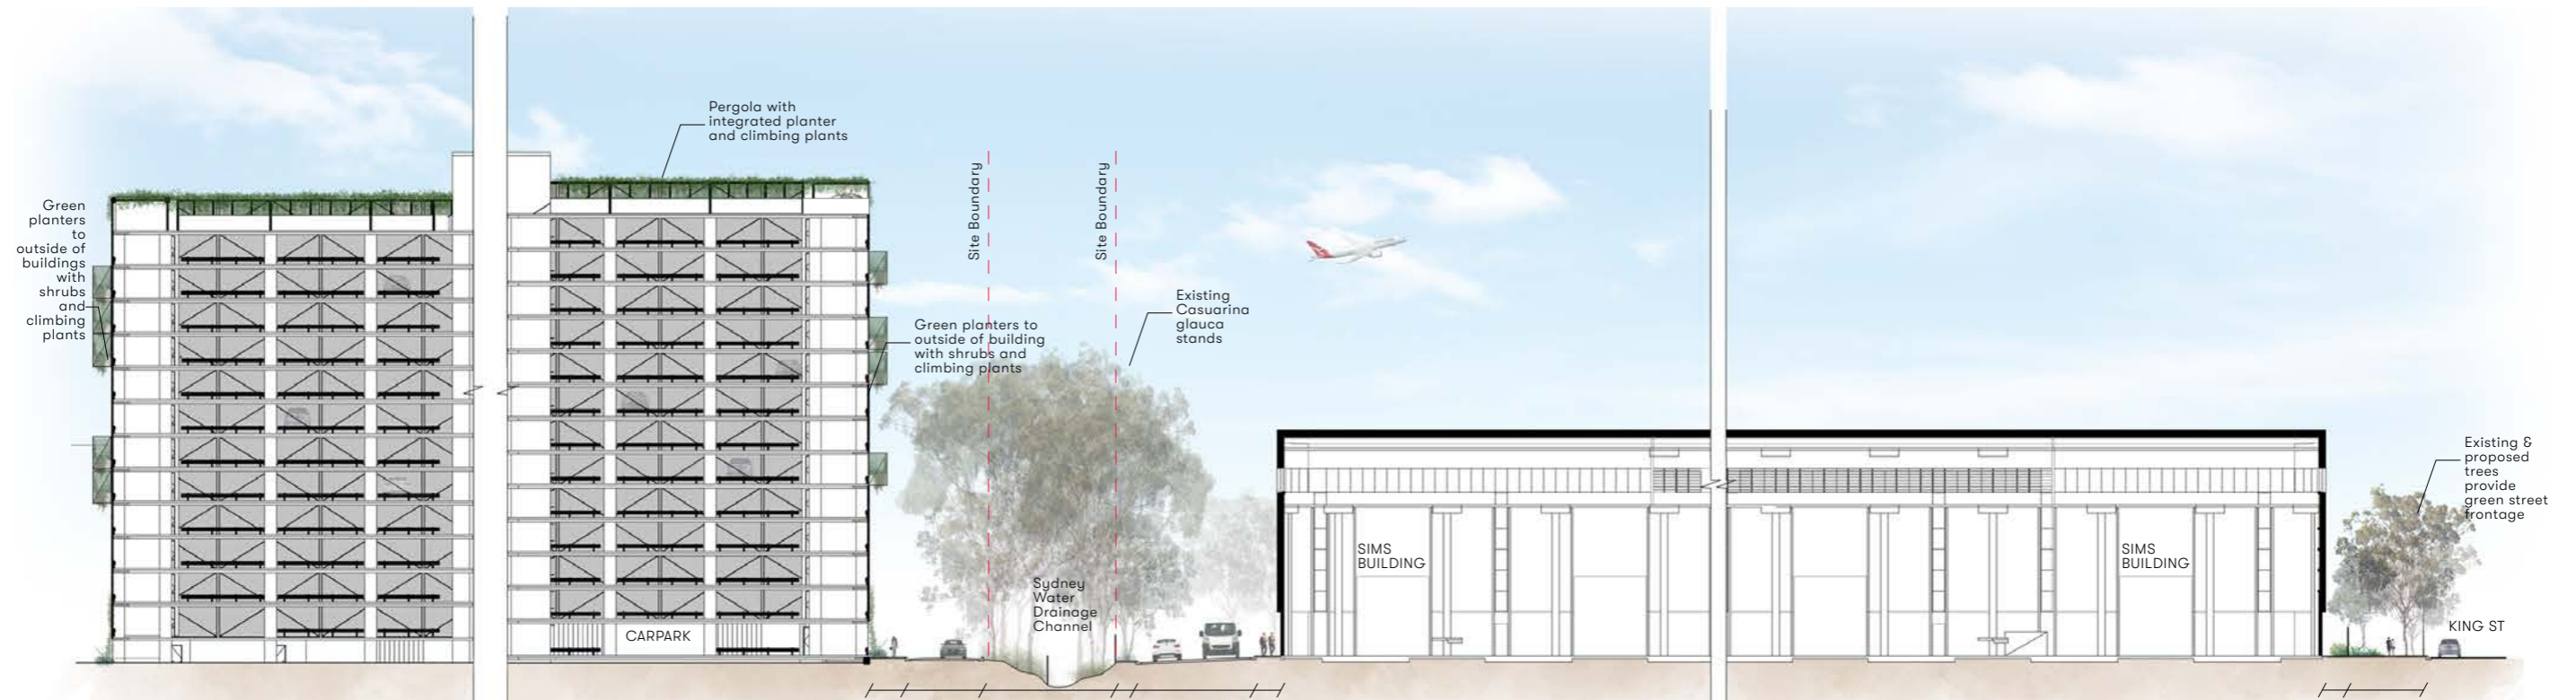 Green
planters
to
outside of
buildings
with
shrubs
and
climbing
plants
Pergola with
integrated planter
and climbing plants
CARPARK
Green planters to
outside of building
with shrubs and
climbing plants
Site Boundary
Site Boundary
Existing
Casuarina
glauca
stands
Sydney
Water
Drainage
Channel
SIMS
BUILDING
SIMS
BUILDING
Existing &
proposed
trees
provide
green street
frontage
KING ST